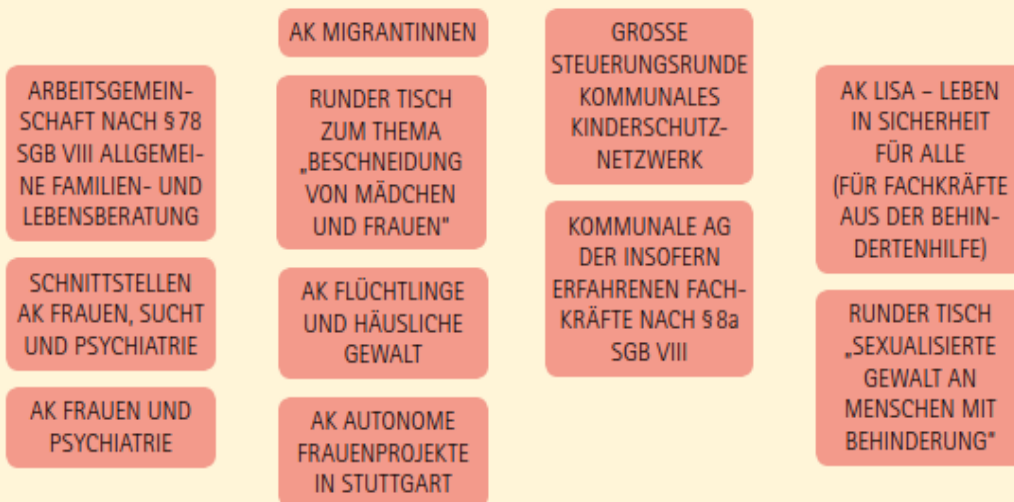 ARBEITSGEMEIN-
SCHAFT NACH § 78
SGB VIII ALLGEMEI-
NE FAMILIEN- UND
LEBENSBERATUNG
SCHNITTSTELLEN
AK FRAUEN, SUCHT
UND PSYCHIATRIE
AK FRAUEN UND
PSYCHIATRIE
AK MIGRANTINNEN
RUNDER TISCH
ZUM THEMA
„BESCHNEIDUNG
VON MÄDCHEN
UND FRAUEN"
AK FLÜCHTLINGE
UND HÄUSLICHE
GEWALT
AK AUTONOME
FRAUENPROJEKTE
IN STUTTGART
GROSSE
STEUERUNGSRUNDE
KOMMUNALES
KINDERSCHUTZ-
NETZWERK
KOMMUNALE AG
DER INSOFERN
ERFAHRENEN FACH-
KRÄFTE NACH § 8a
SGB VIII
AK LISA – LEBEN
IN SICHERHEIT
FÜR ALLE
(FÜR FACHKRÄFTE
AUS DER BEHIN-
DERTENHILFE)
RUNDER TISCH
„SEXUALISIERTE
GEWALT AN
MENSCHEN MIT
BEHINDERUNG"